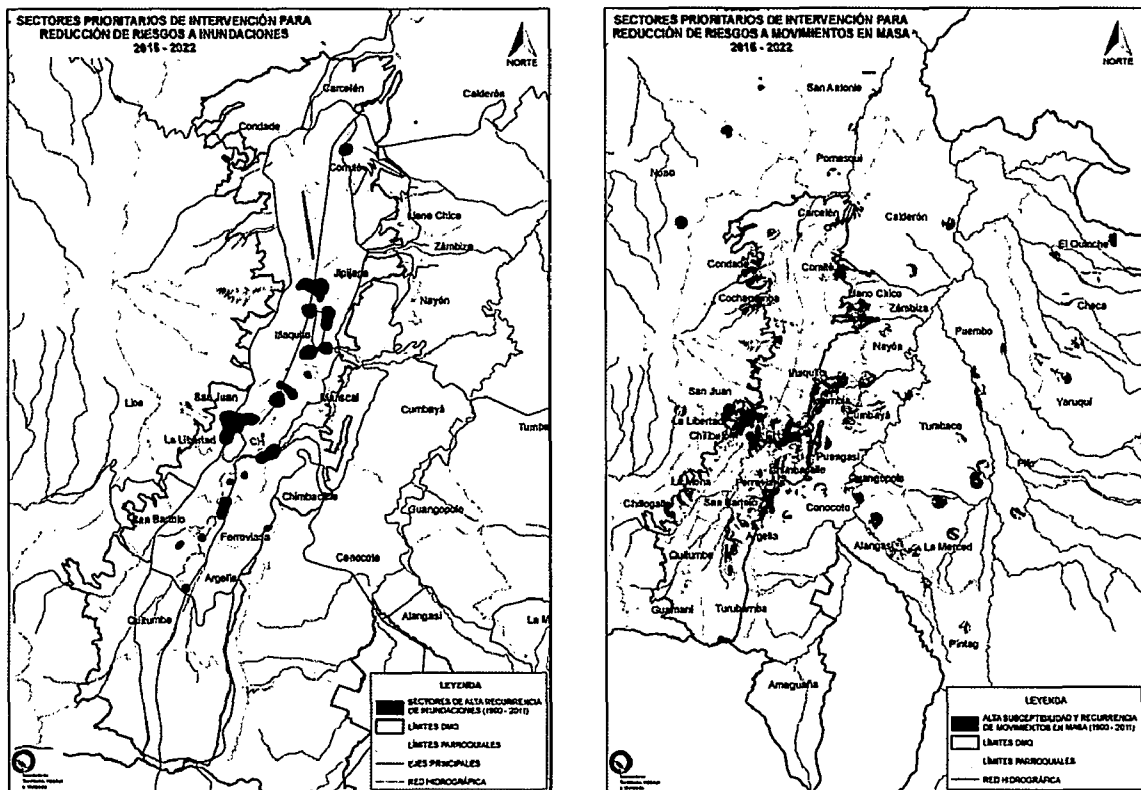 SECTORES PRIORITARIOS DE INTERVENCIÓN PARA
REDUCCIÓN DE RIESGOS A INUNDACIONES
2015 - 2022
NORTE
Carcelén
Calderón
Condado
Comité
Llano Chico
Zámbiza
Jipijapa
Nayón
Iñaquito
Mariscal
San Juan
Lloa
Cumbayá
La Libertad
Chimbacalle
Guangopolo
San Bartolo
Ferroviaria
Conocoto
Argelia
Quitumbe
Alangasí
LEYENDA
SECTORES DE ALTA RECURRENCIA
DE INUNDACIONES (1900 - 2011)
LÍMITES DMQ
LÍMITES PARROQUIALES
EJES PRINCIPALES
RED HIDROGRÁFICA
SECTORES PRIORITARIOS DE INTERVENCIÓN PARA
REDUCCIÓN DE RIESGOS A MOVIMIENTOS EN MASA
2015 - 2022
NORTE
San Antonio
Pomasqui
Nono
Carcelén
Calderón
El Quinche
Condado
Comité
Cochapamba
Llano Chico
Zámbiza
Checa
Puembo
Nayón
Iñaquito
San Juan
Yaruquí
La Libertad
Cumbayá
Tumbaco
Puengasí
Chimbacalle
Pifo
Ferroviaria
Guangopolo
Chillogallo
San Bartolo
Conocoto
Argelia
Alangasí
La Merced
Quitumbe
Guamaní
Turubamba
Pintag
Amaguaña
LEYENDA
ALTA SUSCEPTIBILIDAD Y RECURRENCIA
DE MOVIMIENTOS EN MASA (1900 - 2011)
LÍMITES DMQ
LÍMITES PARROQUIALES
RED HIDROGRÁFICA